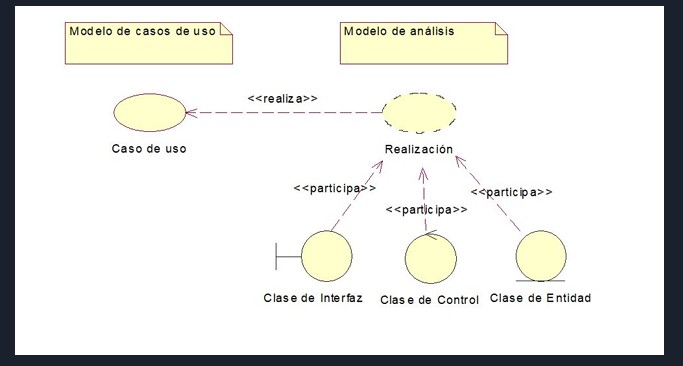 Modelo de casos de uso
Modelo de análisis
<<realiza>>
Caso de uso
Realización
<<participa>>
<<participa>>
<<participa>>
Clase de Interfaz
Clase de Control
Clase de Entidad